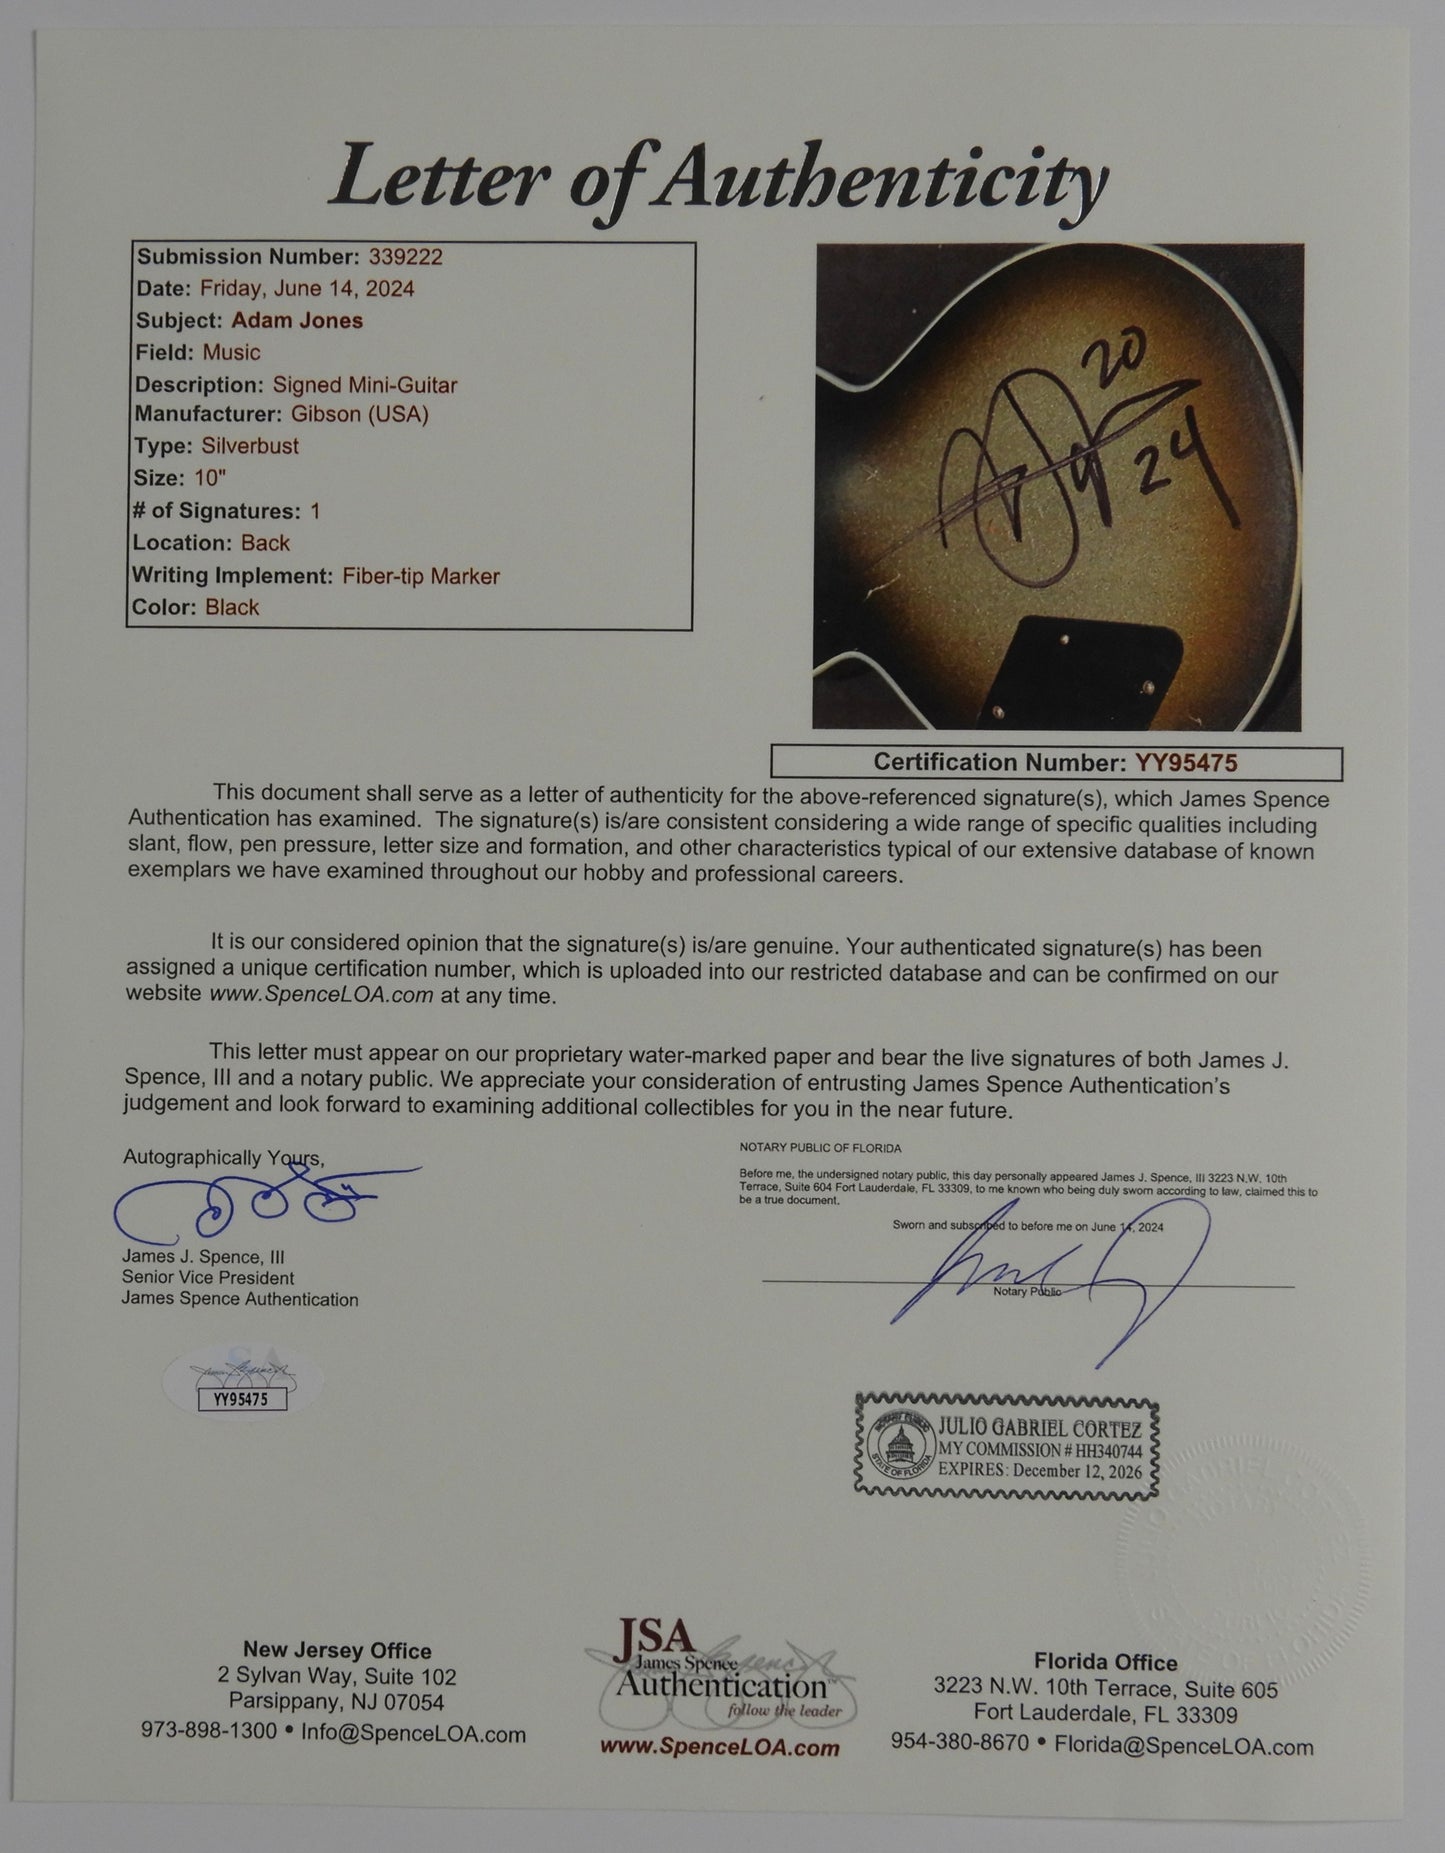 Letter of Authenticity
Submission Number: 339222
Date: Friday, June 14, 2024
Subject: Adam Jones
Field: Music
Description: Signed Mini-Guitar
Manufacturer: Gibson (USA)
Type: Silverbust
Size: 10"
# of Signatures: 1
Location: Back
Writing Implement: Fiber-tip Marker
Color: Black
20
24
Certification Number: YY95475
This document shall serve as a letter of authenticity for the above-referenced signature(s), which James Spence
Authentication has examined. The signature(s) is/are consistent considering a wide range of specific qualities including
slant, flow, pen pressure, letter size and formation, and other characteristics typical of our extensive database of known
exemplars we have examined throughout our hobby and professional careers.
It is our considered opinion that the signature(s) is/are genuine. Your authenticated signature(s) has been
assigned a unique certification number, which is uploaded into our restricted database and can be confirmed on our
website www.SpenceLOA.com at any time.
This letter must appear on our proprietary water-marked paper and bear the live signatures of both James J.
Spence, III and a notary public. We appreciate your consideration of entrusting James Spence Authentication's
judgement and look forward to examining additional collectibles for you in the near future.
Autographically Yours,
James J. Spence, III
Senior Vice President
James Spence Authentication
YY95475
NOTARY PUBLIC OF FLORIDA
Before me, the undersigned notary public, this day personally appeared James J. Spence, III 3223 N.W. 10th
Terrace, Suite 604 Fort Lauderdale, FL 33309, to me known who being duly sworn according to law, claimed this to
be a true document.
Sworn and subscribed to before me on June 14, 2024
Notary Public
NOTARY PUBLIC
STATE OF FLORIDA
JULIO GABRIEL CORTEZ
MY COMMISSION # HH340744
EXPIRES: December 12, 2026
New Jersey Office
2 Sylvan Way, Suite 102
Parsippany, NJ 07054
973-898-1300 • Info@SpenceLOA.com
JSA
James Spence
Authentication™
follow the leader
www.SpenceLOA.com
Florida Office
3223 N.W. 10th Terrace, Suite 605
Fort Lauderdale, FL 33309
954-380-8670 • Florida@SpenceLOA.com